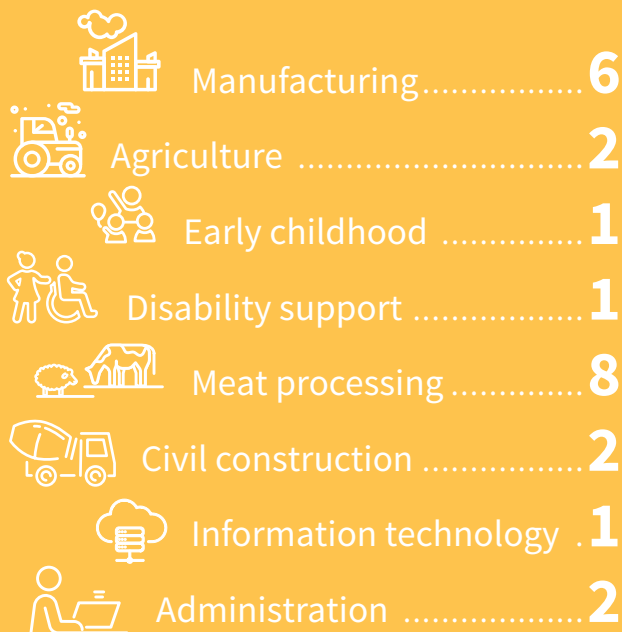 Manufacturing................6
Agriculture ............................2
Early childhood ..............1
Disability support .................1
Meat processing .............8
Civil construction ................2
Information technology .1
Administration ..................2